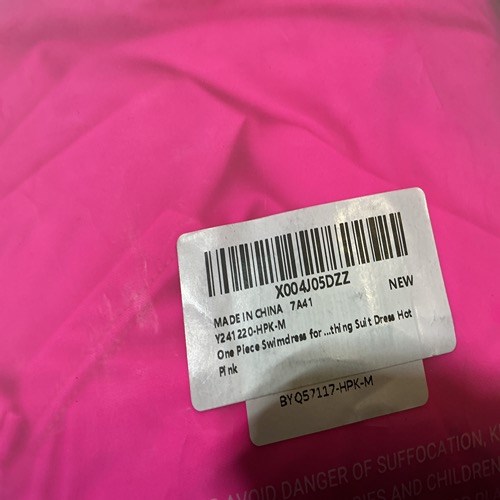 X004J05DZZ
NEW
MADE IN CHINA 7A41
Y241220-HPK-M
One Piece Swimdress for ...thing Suit Dress Hot
Pink
BYQ57117-HPK-M
AVOID DANGER OF SUFFOCATION,
AND CHILDREN